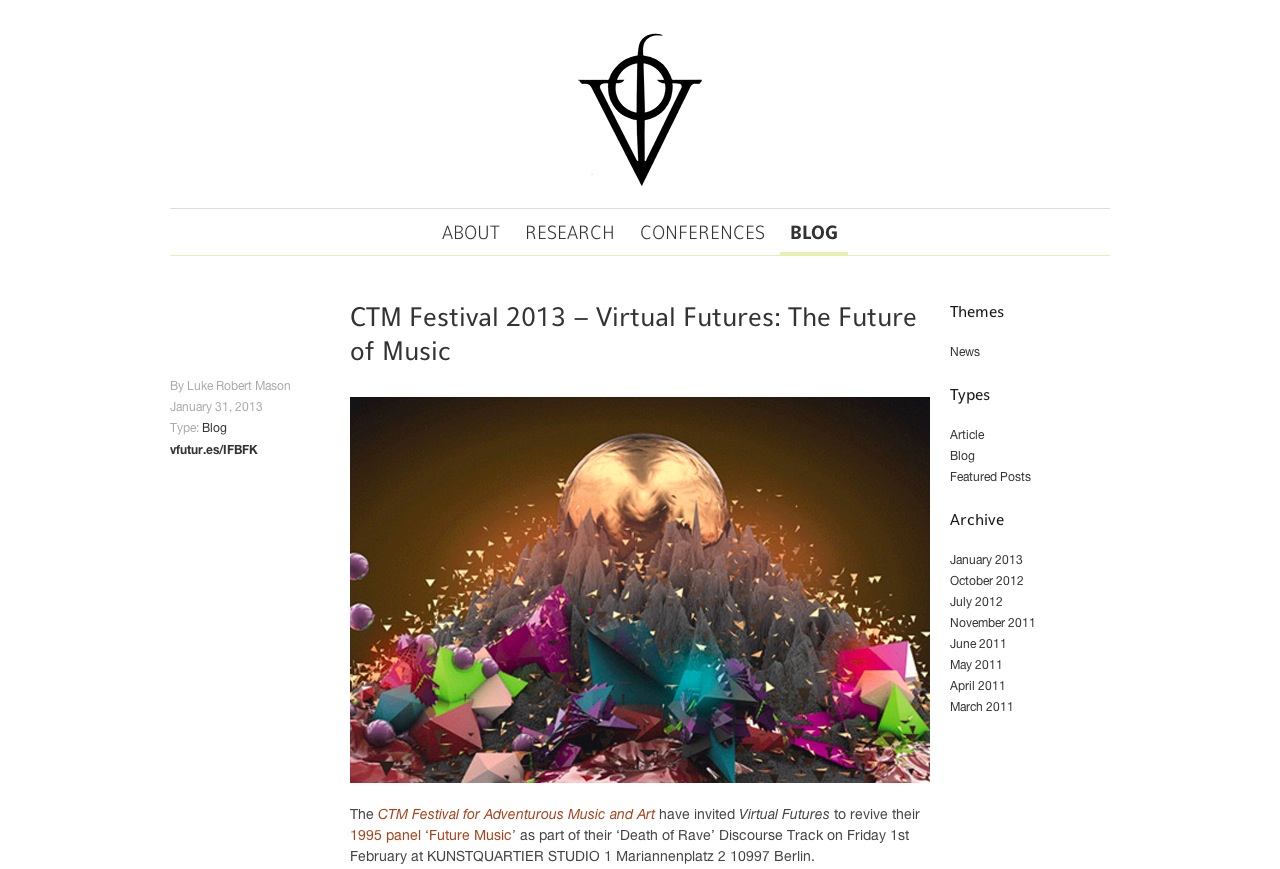 ABOUT RESEARCH CONFERENCES BLOG
CTM Festival 2013 – Virtual Futures: The Future
of Music
By Luke Robert Mason
January 31, 2013
Type: Blog
vfutur.es/IFBFK
The CTM Festival for Adventurous Music and Art have invited Virtual Futures to revive their
1995 panel ‘Future Music’ as part of their ‘Death of Rave’ Discourse Track on Friday 1st
February at KUNSTQUARTIER STUDIO 1 Mariannenplatz 2 10997 Berlin.
Themes
News
Types
Article
Blog
Featured Posts
Archive
January 2013
October 2012
July 2012
November 2011
June 2011
May 2011
April 2011
March 2011